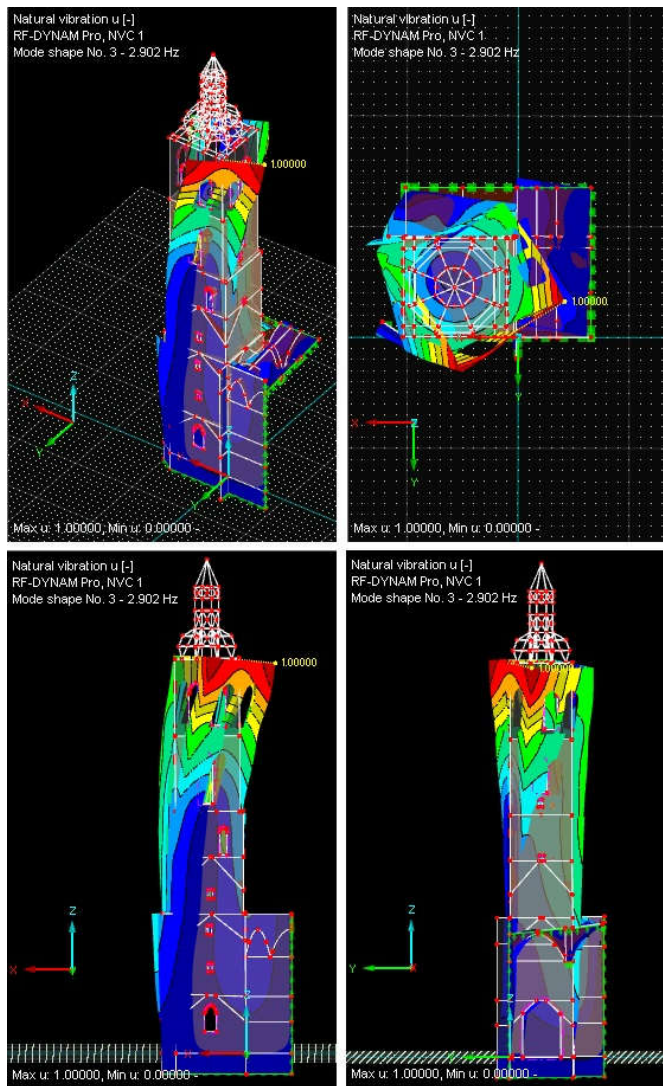 Natural vibration u [-]
RF-DYNAM Pro, NVC 1
Mode shape No. 3 - 2.902 Hz
1.00000
Z
X
Y
Z
X
Y
Max u: 1.00000, Min u: 0.00000 -
Natural vibration u [-]
RF-DYNAM Pro, NVC 1
Mode shape No. 3 - 2.902 Hz
1.00000
X
Z
Y
Y
Max u: 1.00000, Min u: 0.00000 -
Natural vibration u [-]
RF-DYNAM Pro, NVC 1
Mode shape No. 3 - 2.902 Hz
1.00000
Z
X
Z
X
Max u: 1.00000, Min u: 0.00000 -
Natural vibration u [-]
RF-DYNAM Pro, NVC 1
Mode shape No. 3 - 2.902 Hz
1.00000
Z
Y
X
Z
Max u: 1.00000, Min u: 0.00000 -